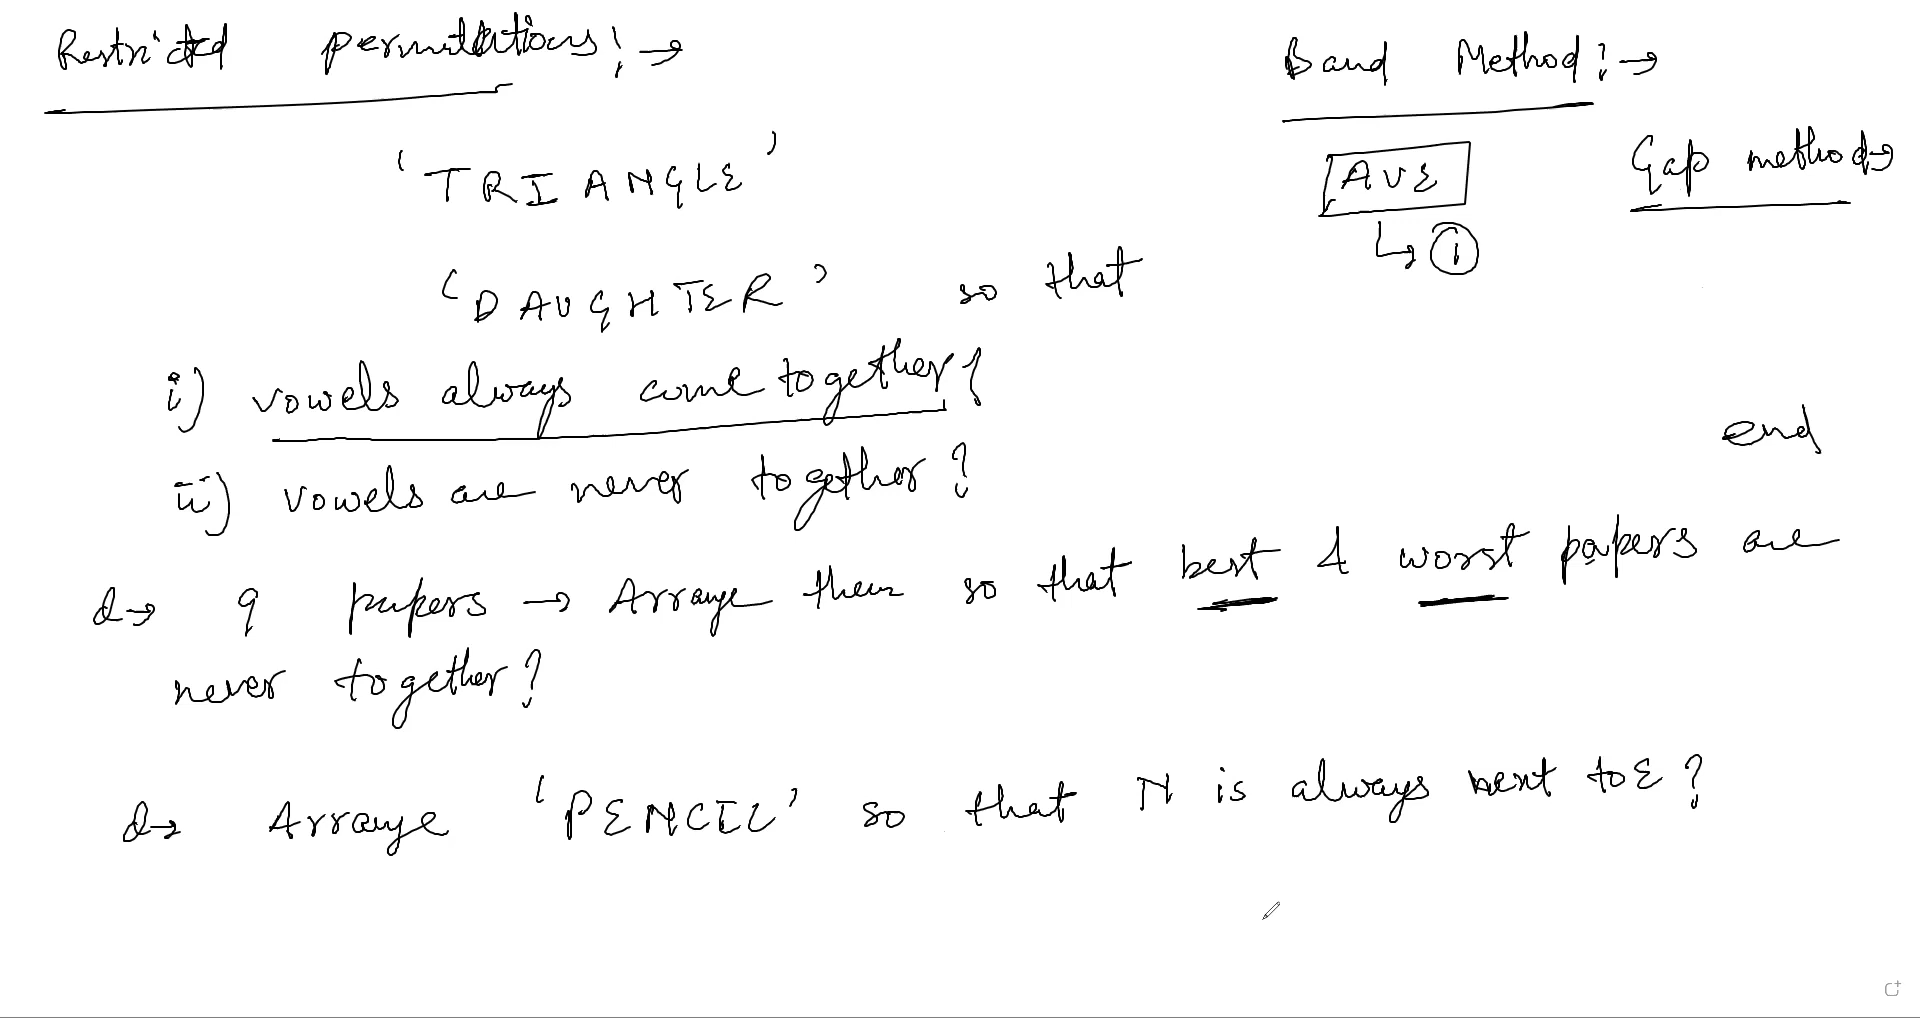 Restricted permutations:→
Band Method:→
'TRIANGLE'
AUE
Gap method→
↳ 1
'DAUGHTER' so that
i) vowels always come together?
end
ii) vowels are never together?
Q→ 9 papers → Arrange them so that best & worst papers are
never together?
Q→ Arrange 'PENCIL' so that N is always next to E?